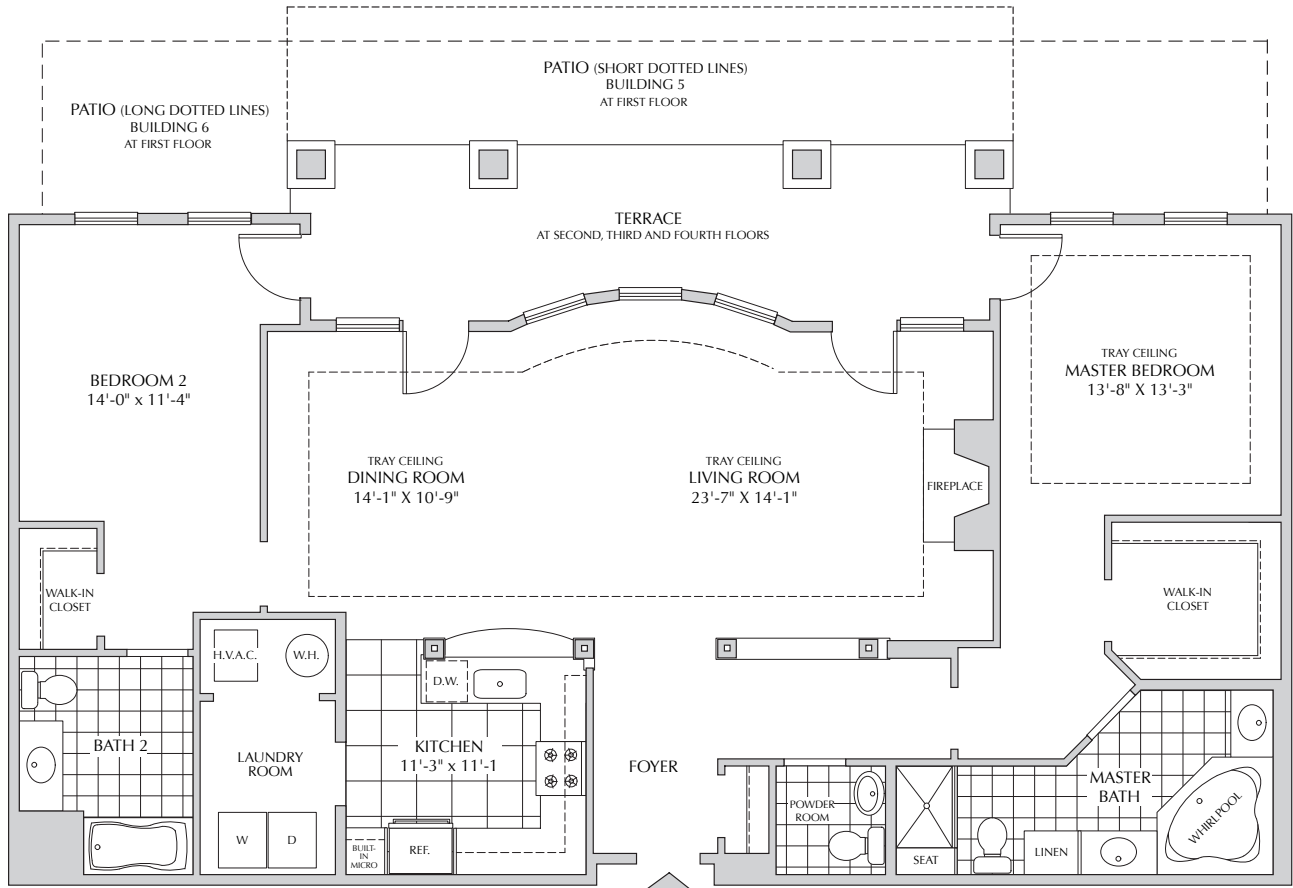 PATIO (SHORT DOTTED LINES)
BUILDING 5
AT FIRST FLOOR
PATIO (LONG DOTTED LINES)
BUILDING 6
AT FIRST FLOOR
TERRACE
AT SECOND, THIRD AND FOURTH FLOORS
BEDROOM 2
14'-0" x 11'-4"
TRAY CEILING
MASTER BEDROOM
13'-8" X 13'-3"
TRAY CEILING
DINING ROOM
14'-1" X 10'-9"
TRAY CEILING
LIVING ROOM
23'-7" X 14'-1"
FIREPLACE
WALK-IN
CLOSET
WALK-IN
CLOSET
H.V.A.C.
W.H.
D.W.
BATH 2
LAUNDRY
ROOM
KITCHEN
11'-3" x 11'-1
FOYER
POWDER
ROOM
MASTER
BATH
WHIRLPOOL
W
D
BUILT-
IN
MICRO
REF.
SEAT
LINEN